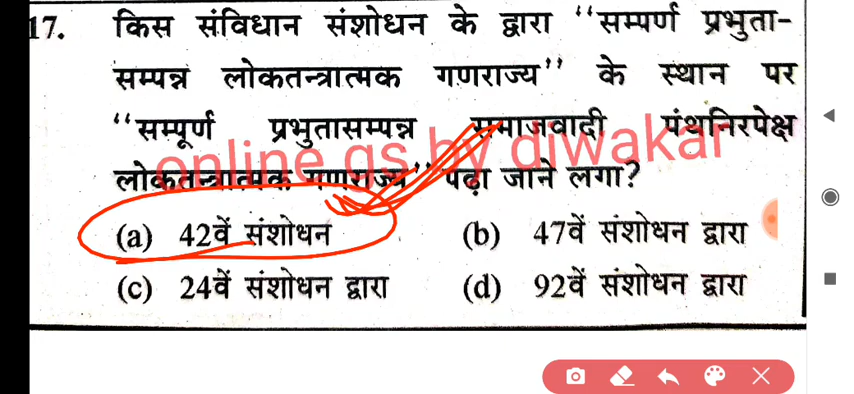 17. किस संविधान संशोधन के द्वारा “सम्पर्ण प्रभुता-
सम्पन्न लोकतन्त्रात्मक गणराज्य” के स्थान पर
“सम्पूर्ण प्रभुतासम्पन्न समाजवादी पंथनिरपेक्ष
online gs by diwakar
लोकतन्त्रात्मक गणराज्य” पढ़ा जाने लगा?
(a) 42वें संशोधन (b) 47वें संशोधन द्वारा
(c) 24वें संशोधन द्वारा (d) 92वें संशोधन द्वारा